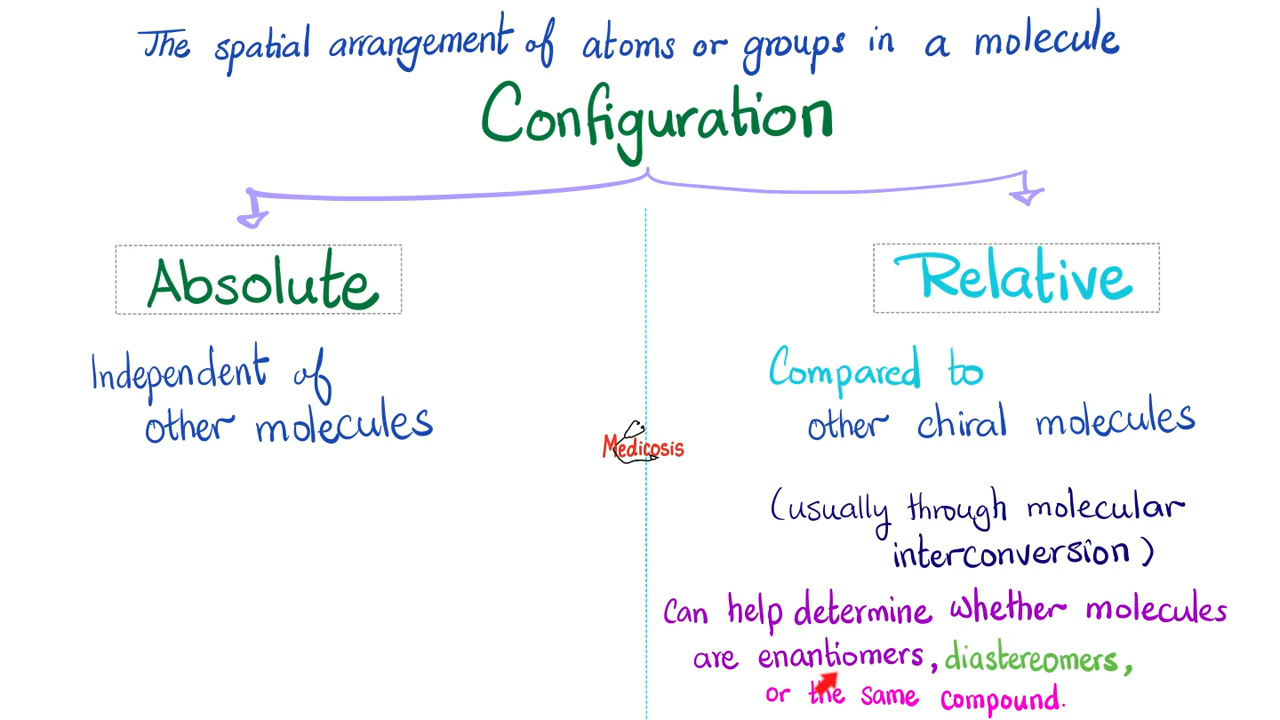 The spatial arrangement of atoms or groups in a molecule
Configuration
Absolute
Independent of
other molecules
Relative
Compared to
other chiral molecules
(usually through molecular
interconversion)
Can help determine whether molecules
are enantiomers, diastereomers,
or the same compound.
Medicosis